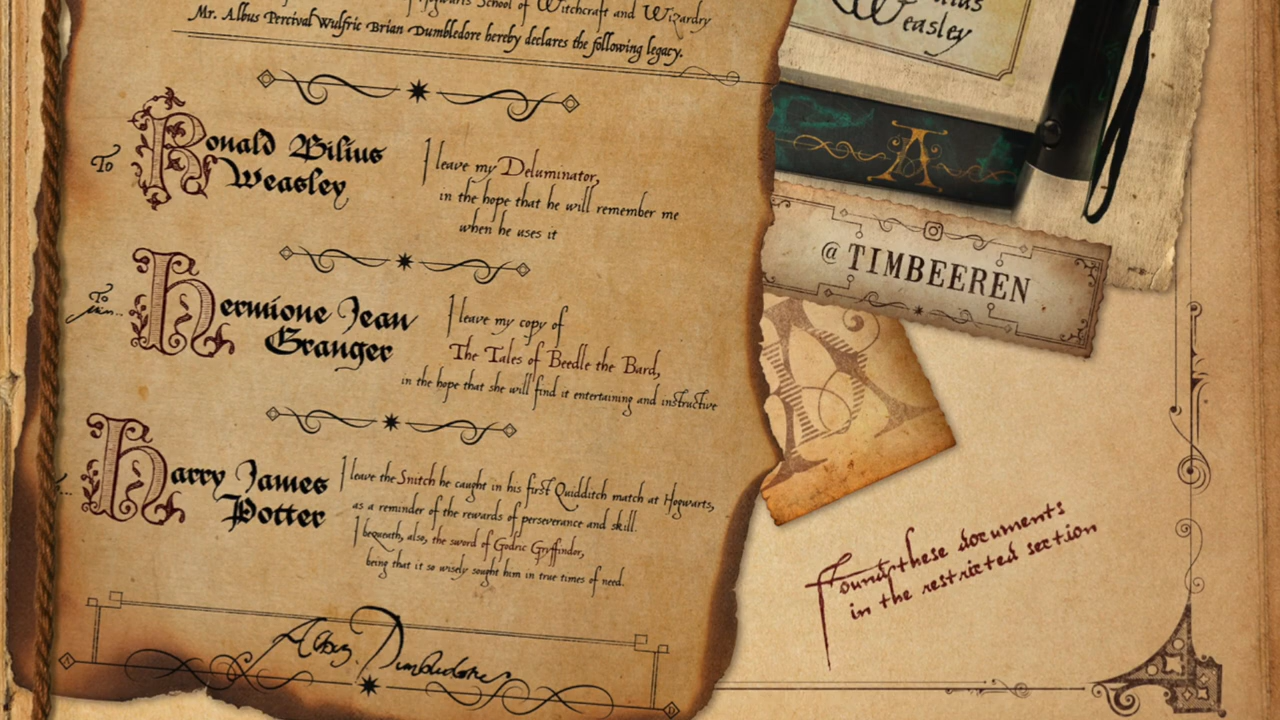 Hogwarts School of Witchcraft and Wizardry
Mr. Albus Percival Wulfric Brian Dumbledore hereby declares the following legacy.
To Ronald Bilius
Weasley
I leave my Deluminator,
in the hope that he will remember me
when he uses it
To
Hermione Jean
Granger
I leave my copy of
The Tales of Beedle the Bard,
in the hope that she will find it entertaining and instructive
Harry James
Potter
I leave the Snitch he caught in his first Quidditch match at Hogwarts,
as a reminder of the rewards of perseverance and skill.
I bequeath, also, the sword of Godric Gryffindor,
being that it so wisely sought him in true times of need.
Albus Dumbledore
Weasley
A
@TIMBEEREN
Found these documents
in the restricted section